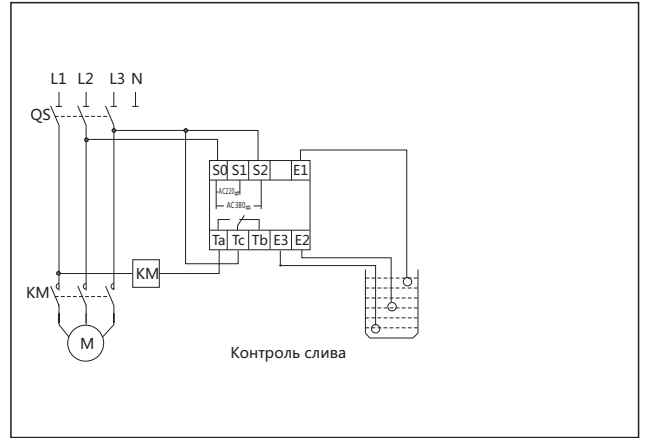 L1 L2 L3 N
QS
S0 S1 S2 E1
AC220
AC380
Ta Tc Tb E3 E2
KM
KM
M
Контроль слива